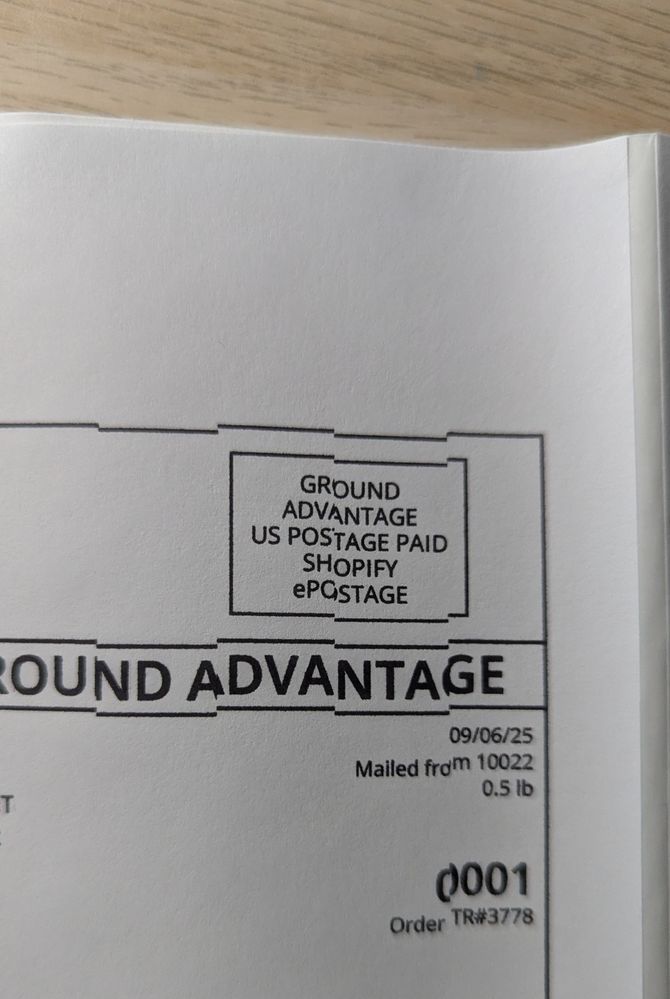 GROUND
ADVANTAGE
US POSTAGE PAID
SHOPIFY
ePOSTAGE
ROUND ADVANTAGE
09/06/25
Mailed from 10022
0.5 lb
T
0001
Order TR#3778